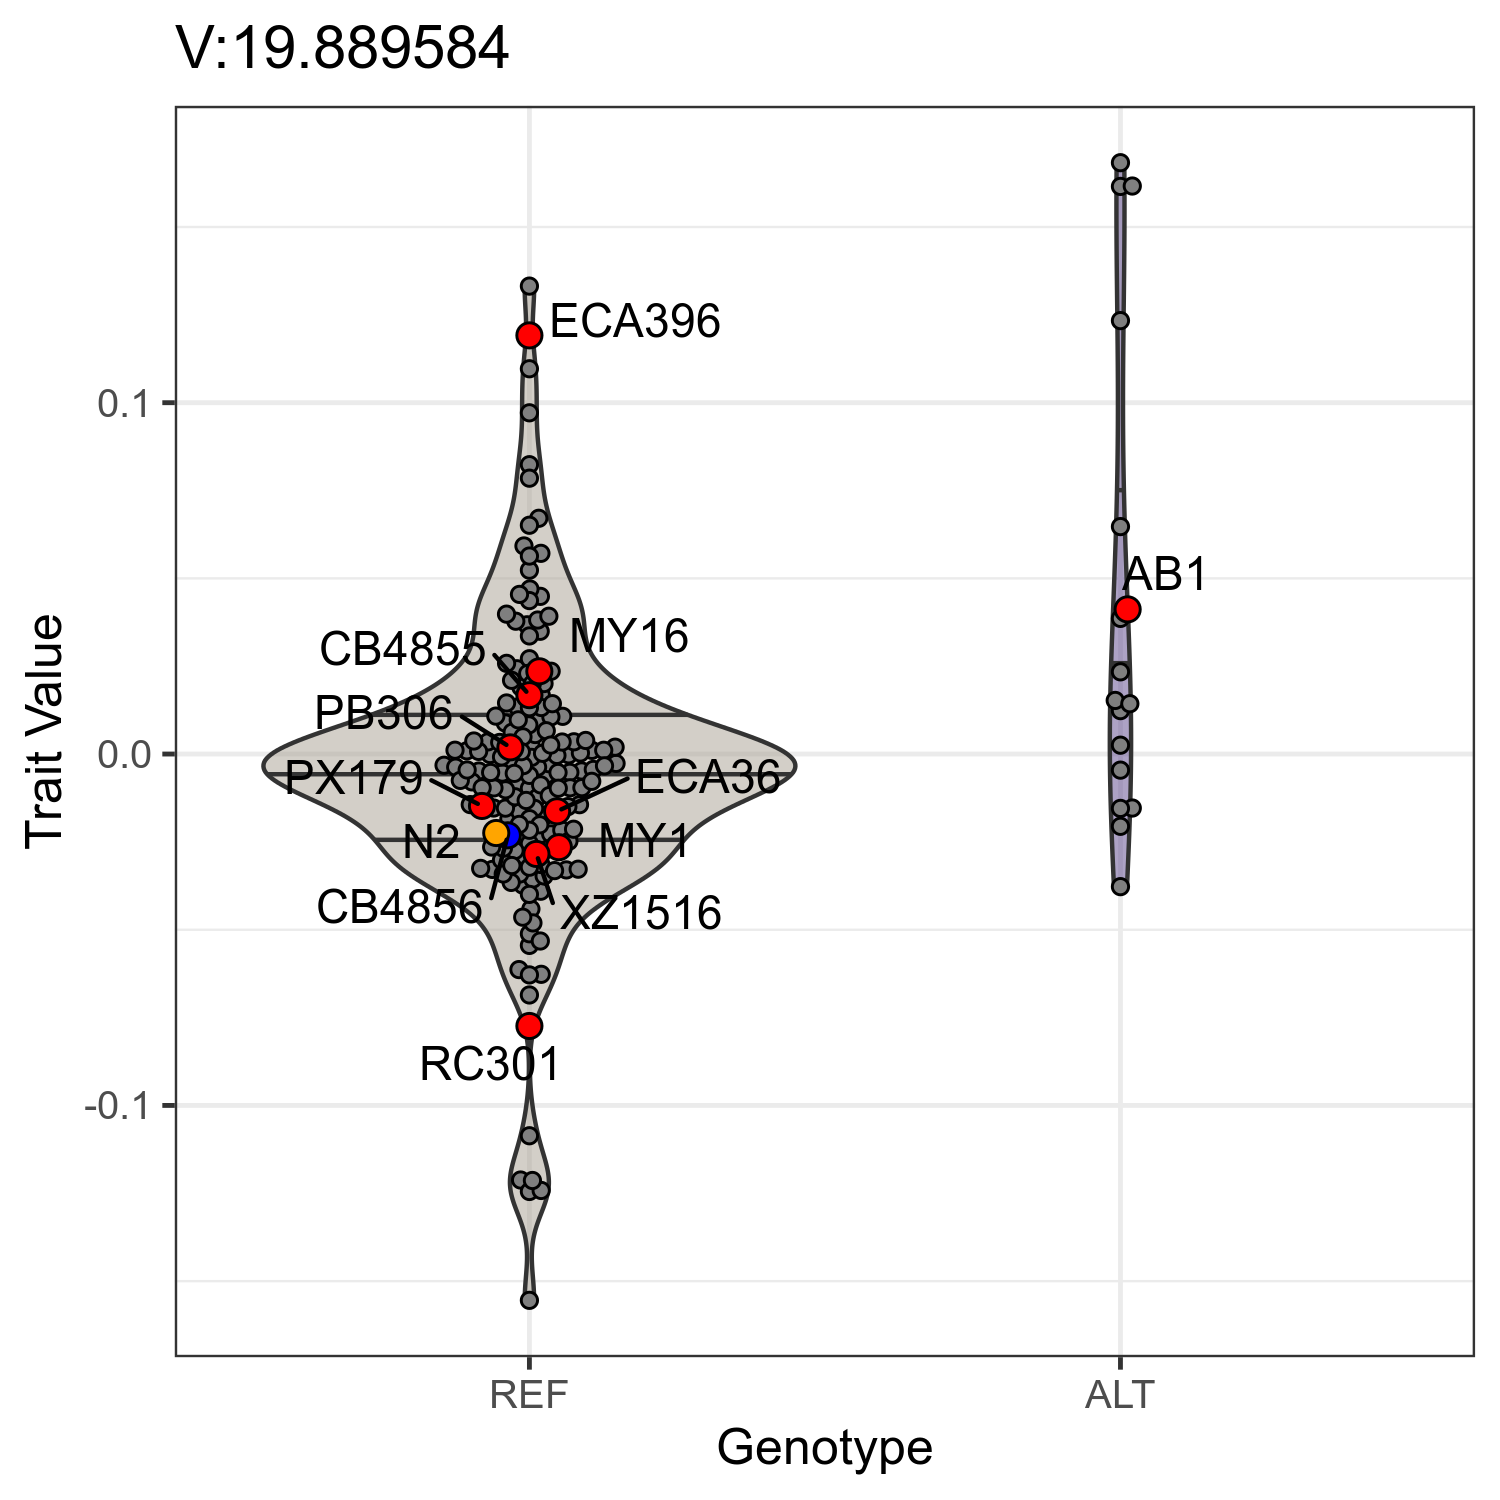 V:19.889584
ECA396
0.1
AB1
CB4855
MY16
PB306
Trait Value
0.0
PX179
ECA36
N2
MY1
CB4856
XZ1516
RC301
-0.1
REF
ALT
Genotype